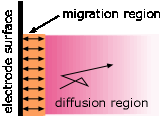 migration region
electrode surface
diffusion region